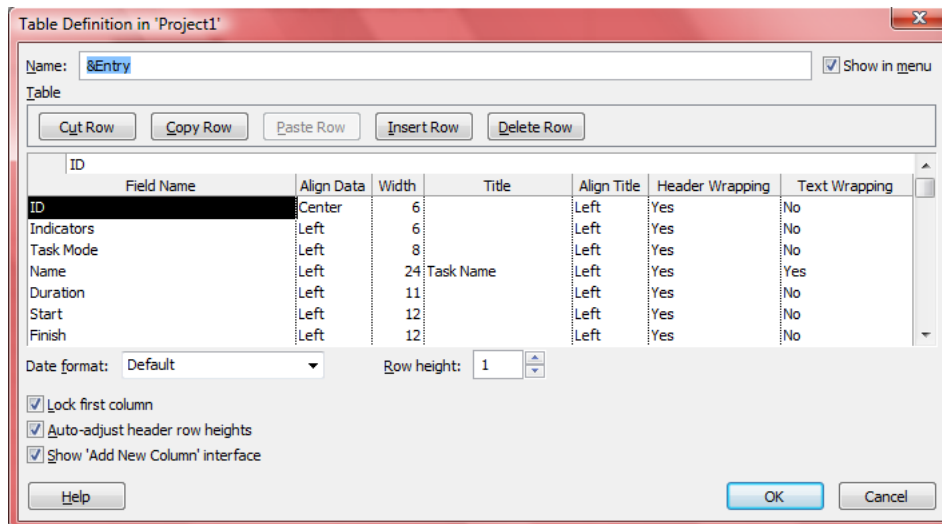 Table Definition in 'Project1'
Name: &Entry Show in menu
Table
Cut Row Copy Row Paste Row Insert Row Delete Row
ID
Field Name Align Data Width Title Align Title Header Wrapping Text Wrapping
ID Center 6 Left Yes No
Indicators Left 6 Left Yes No
Task Mode Left 8 Left Yes No
Name Left 24 Task Name Left Yes Yes
Duration Left 11 Left Yes No
Start Left 12 Left Yes No
Finish Left 12 Left Yes No
Date format: Default Row height: 1
Lock first column
Auto-adjust header row heights
Show 'Add New Column' interface
Help OK Cancel